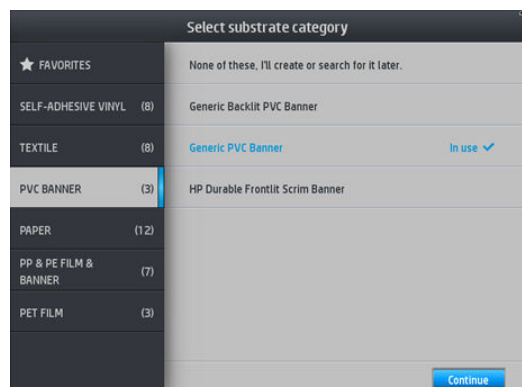 Select substrate category
FAVORITES
SELF-ADHESIVE VINYL (8)
TEXTILE (8)
PVC BANNER (3)
PAPER (12)
PP & PE FILM &
BANNER (7)
PET FILM (3)
None of these, I'll create or search for it later.
Generic Backlit PVC Banner
Generic PVC Banner In use
HP Durable Frontlit Scrim Banner
Continue